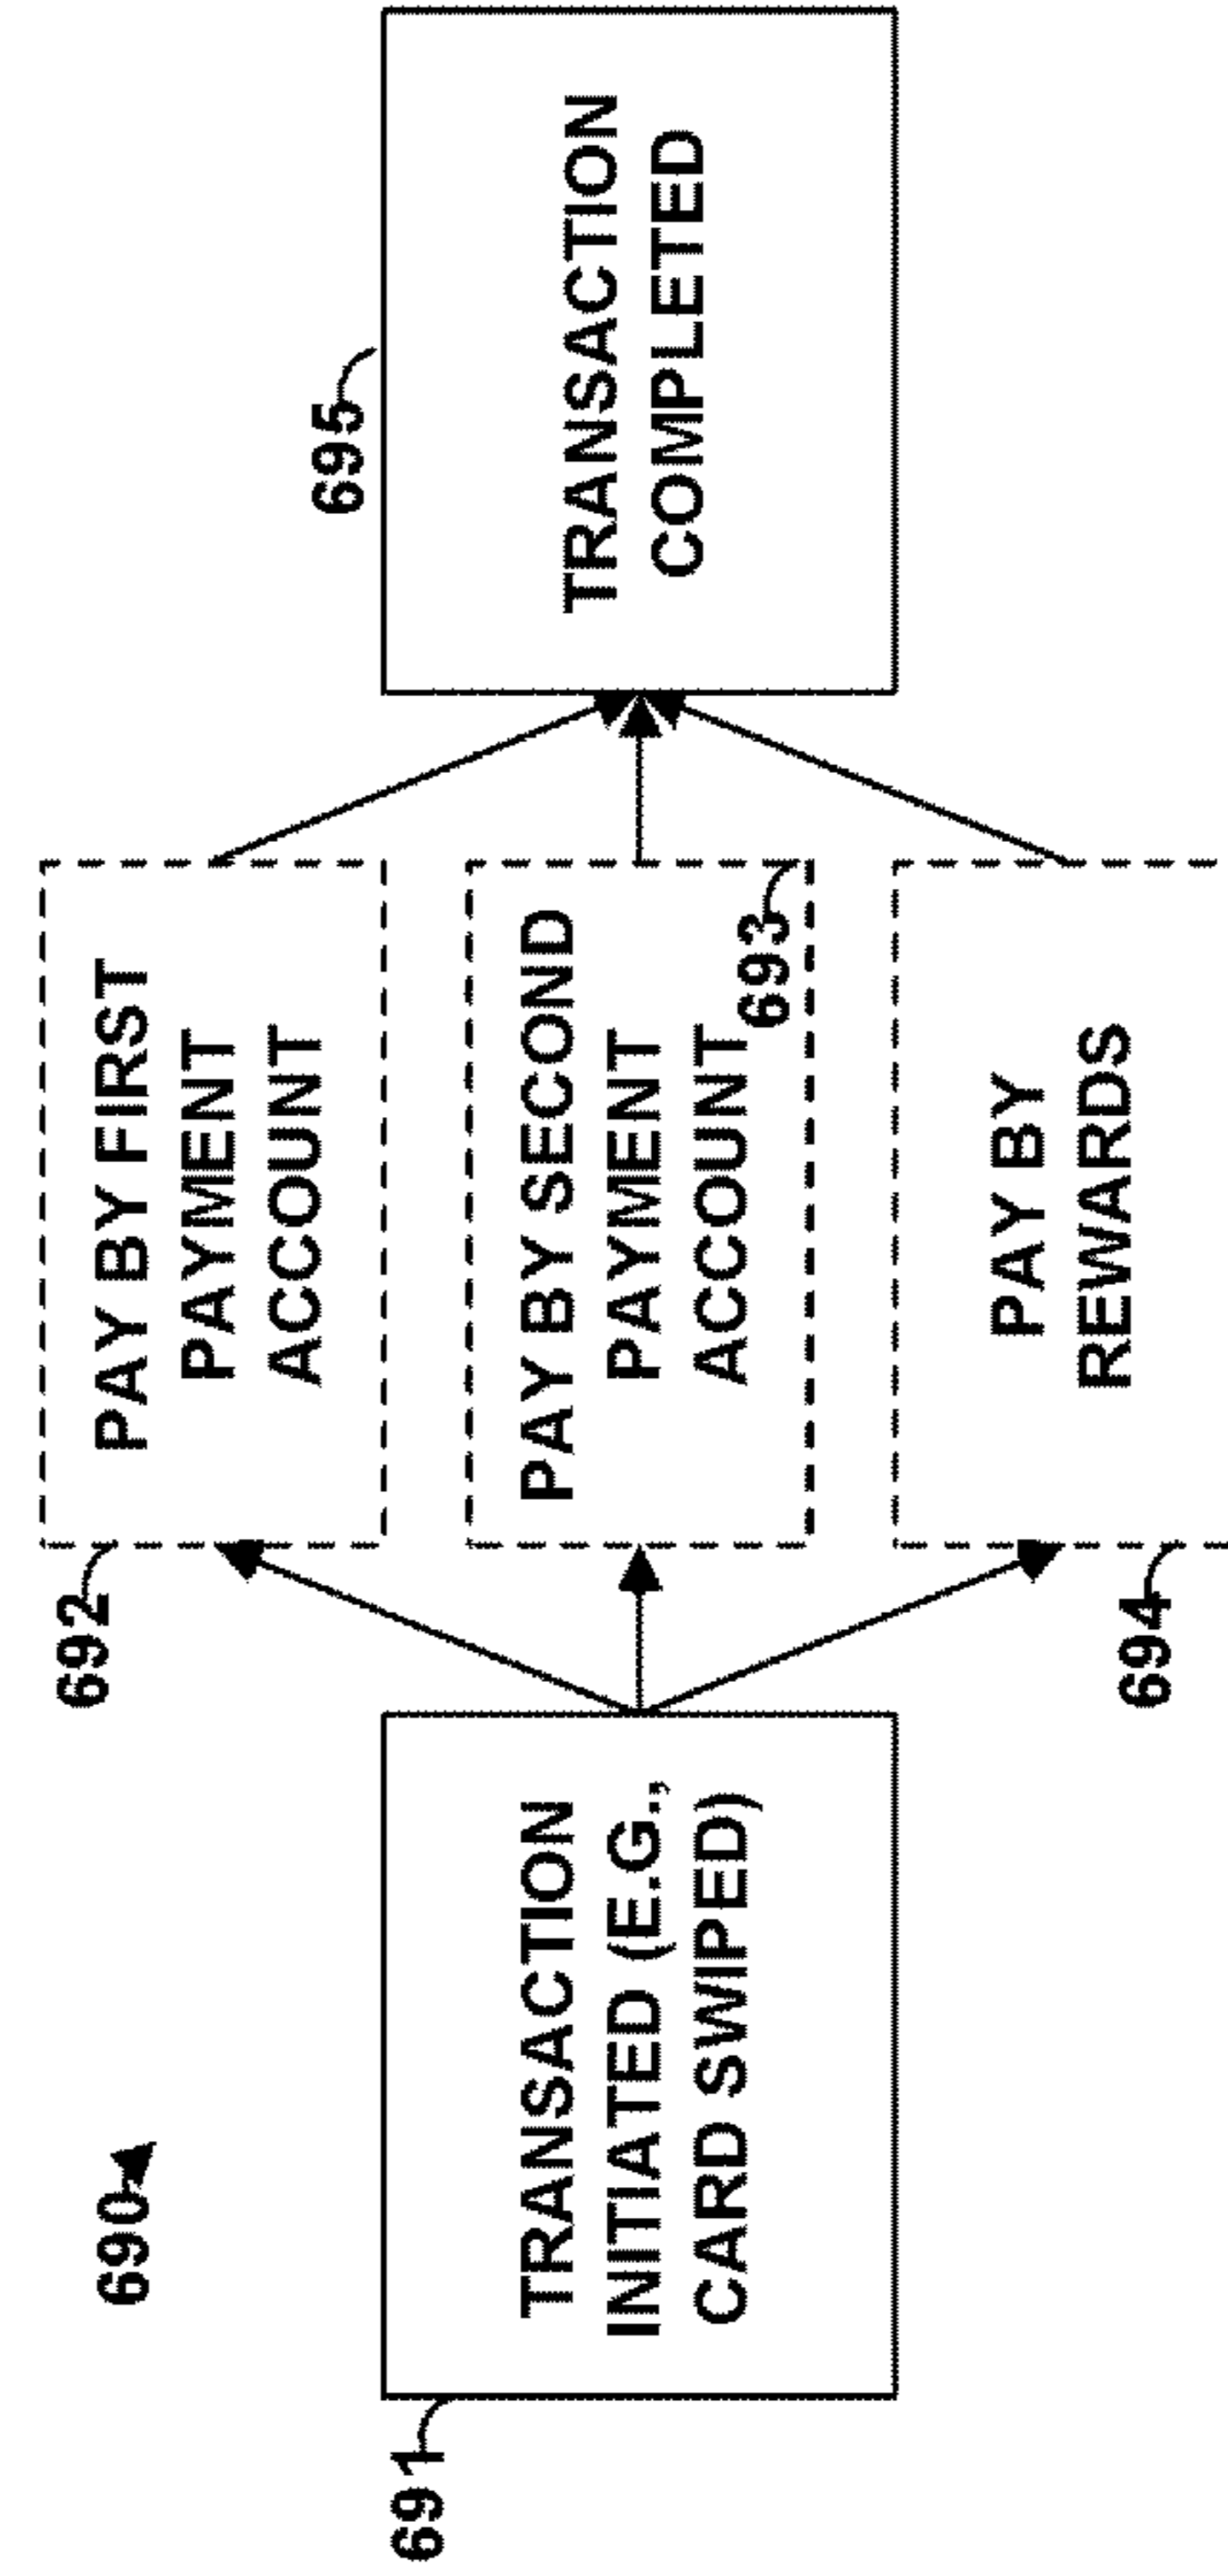 690
691
TRANSACTION
INITIATED (E.G.,
CARD SWIPED)
692
PAY BY FIRST
PAYMENT
ACCOUNT
PAY BY SECOND
PAYMENT
ACCOUNT
693
694
PAY BY
REWARDS
695
TRANSACTION
COMPLETED